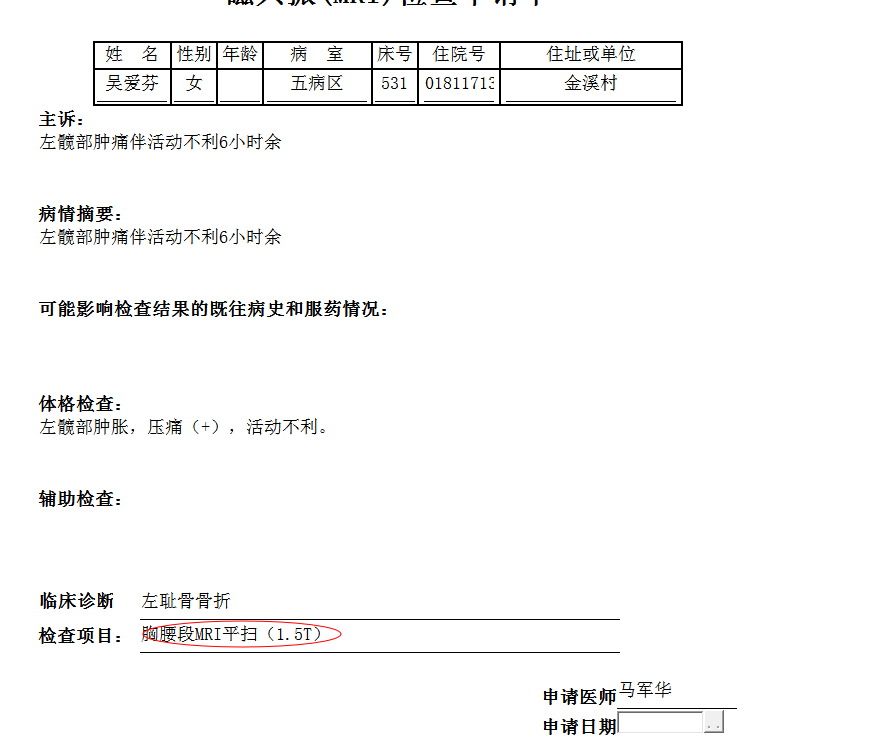 磁共振(MRI)检查申请单
姓 名 性别 年龄 病 室 床号 住院号 住址或单位
吴爱芬 女 五病区 531 01811713 金溪村
主诉：
左髋部肿痛伴活动不利6小时余
病情摘要：
左髋部肿痛伴活动不利6小时余
可能影响检查结果的既往病史和服药情况：
体格检查：
左髋部肿胀，压痛（+），活动不利。
辅助检查：
临床诊断 左耻骨骨折
检查项目： 胸腰段MRI平扫（1.5T）
申请医师 马军华
申请日期 ..